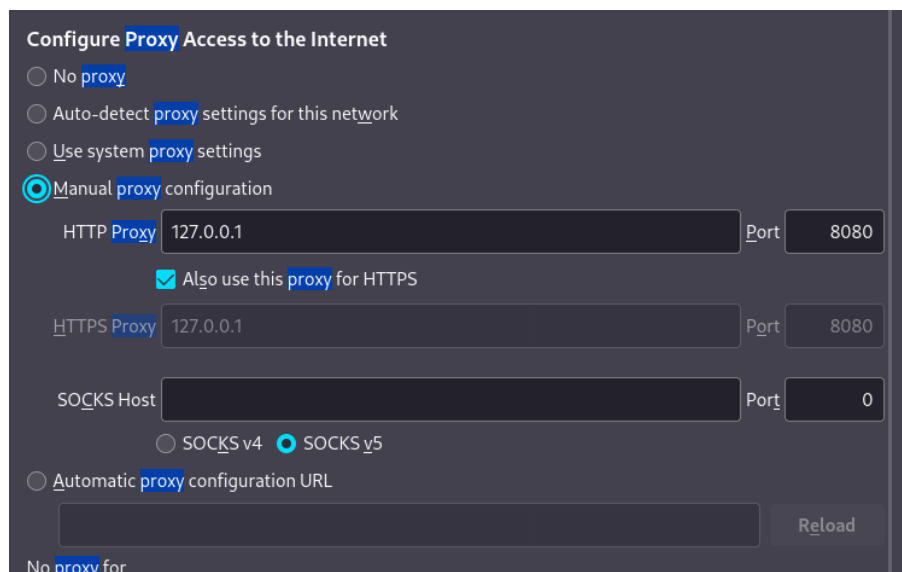 Configure Proxy Access to the Internet
No proxy
Auto-detect proxy settings for this network
Use system proxy settings
Manual proxy configuration
HTTP Proxy 127.0.0.1 Port 8080
Also use this proxy for HTTPS
HTTPS Proxy 127.0.0.1 Port 8080
SOCKS Host Port 0
SOCKS v4 SOCKS v5
Automatic proxy configuration URL
Reload
No proxy for